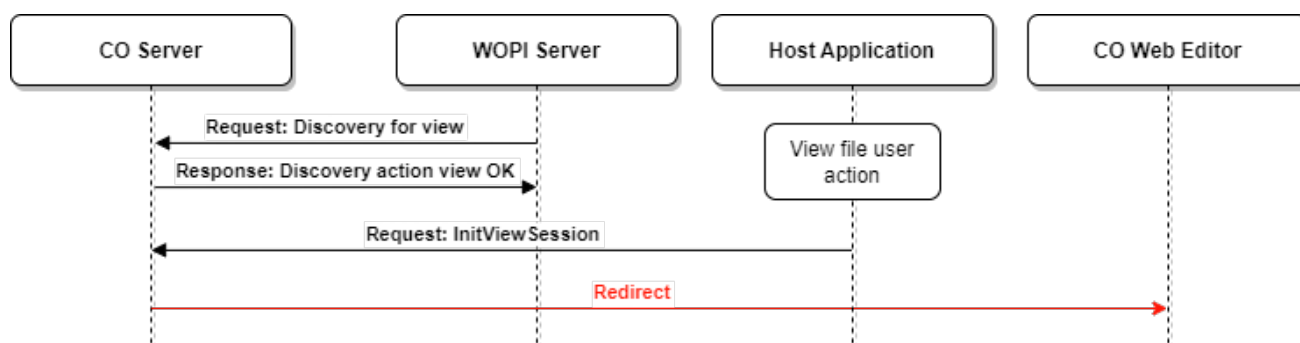 CO Server
WOPI Server
Host Application
CO Web Editor
Request: Discovery for view
View file user
action
Response: Discovery action view OK
Request: InitViewSession
Redirect